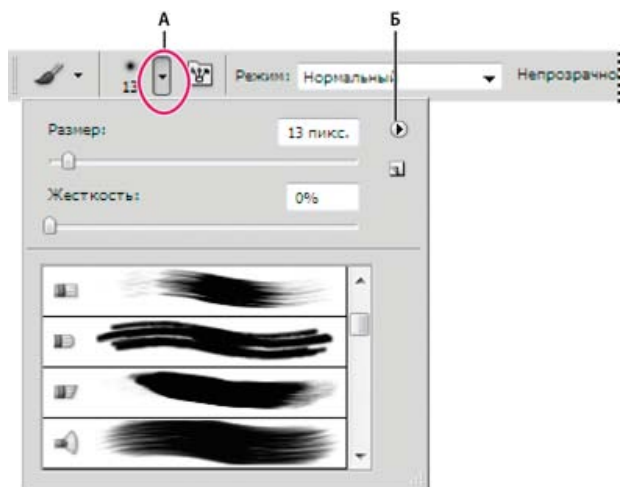 А Б
13 Режим: Нормальный Непрозрачно
Размер: 13 пикс.
Жесткость: 0%